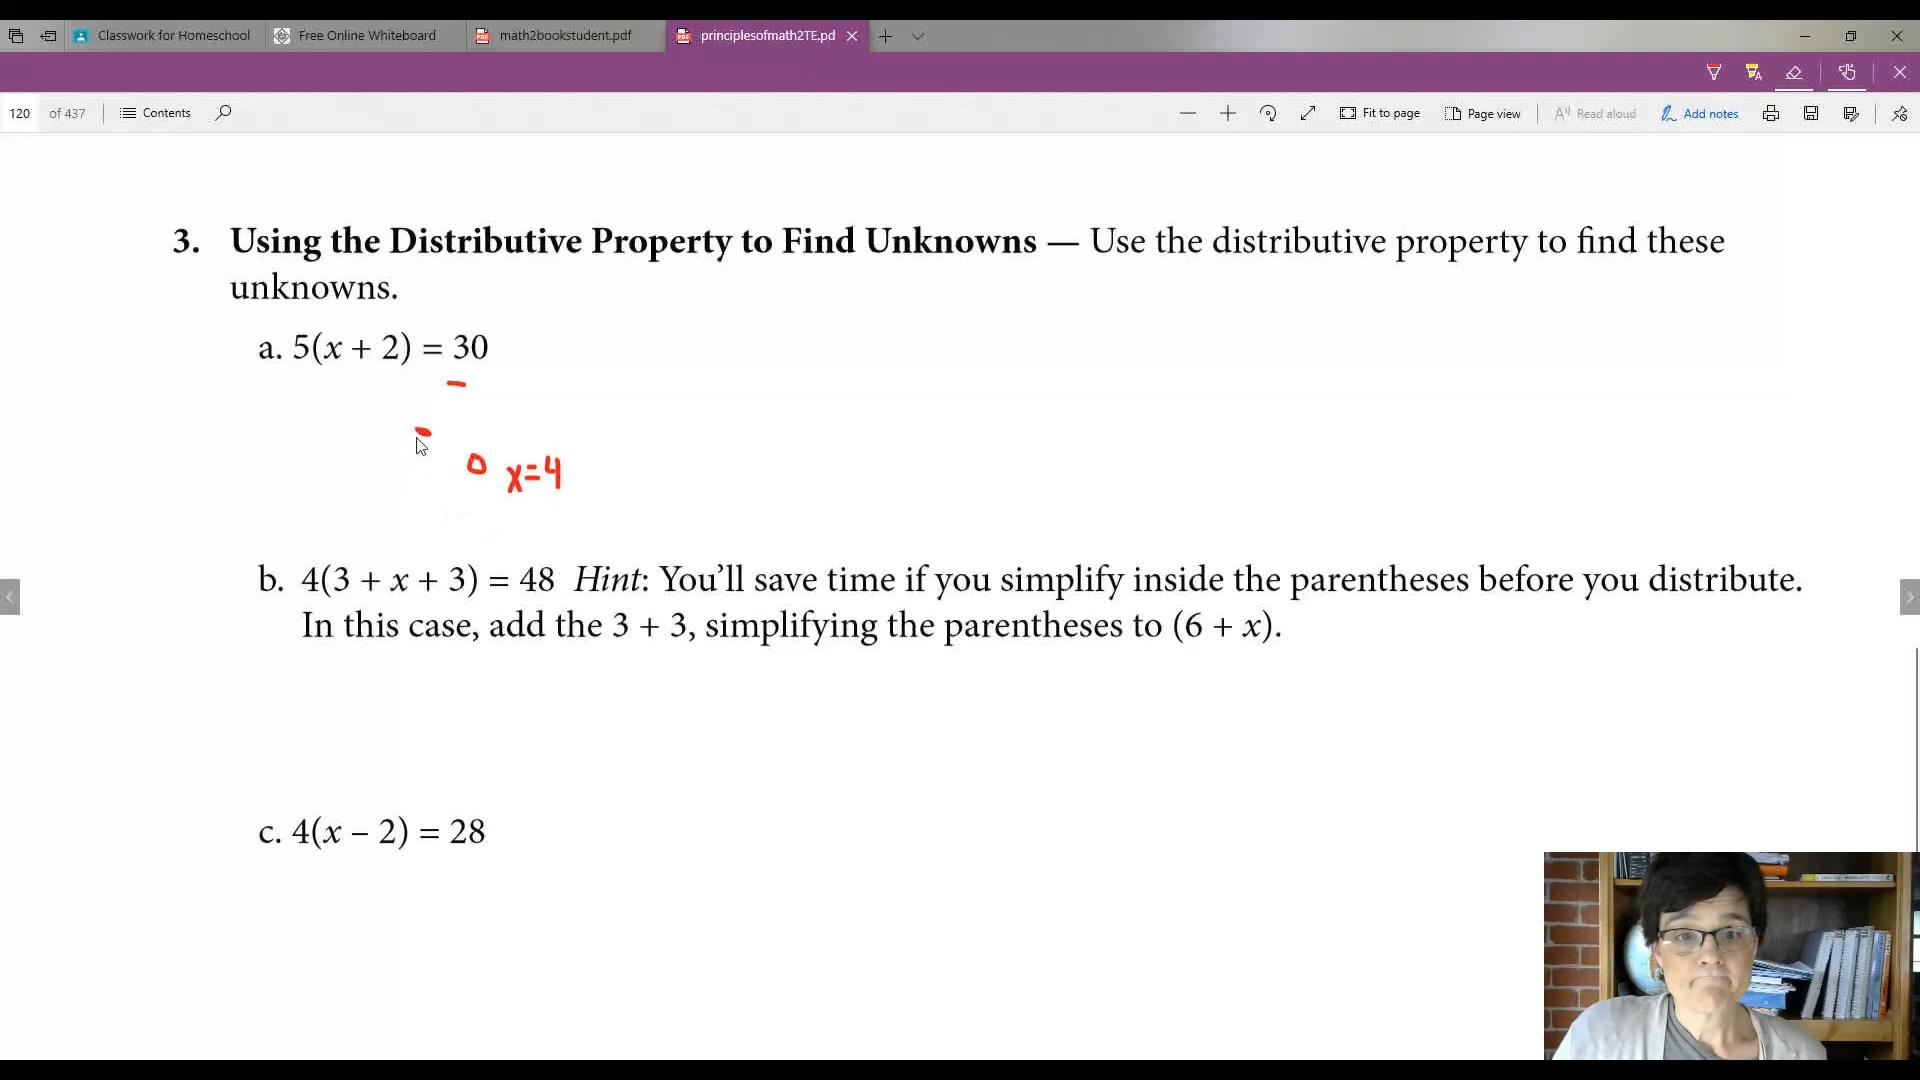 Classwork for Homeschool
Free Online Whiteboard
math2bookstudent.pdf
principlesofmath2TE.pd
120 of 437
Contents
Fit to page
Page view
Read aloud
Add notes
3. Using the Distributive Property to Find Unknowns — Use the distributive property to find these
unknowns.
a. 5(x + 2) = 30
x=4
b. 4(3 + x + 3) = 48 Hint: You’ll save time if you simplify inside the parentheses before you distribute.
In this case, add the 3 + 3, simplifying the parentheses to (6 + x).
c. 4(x – 2) = 28